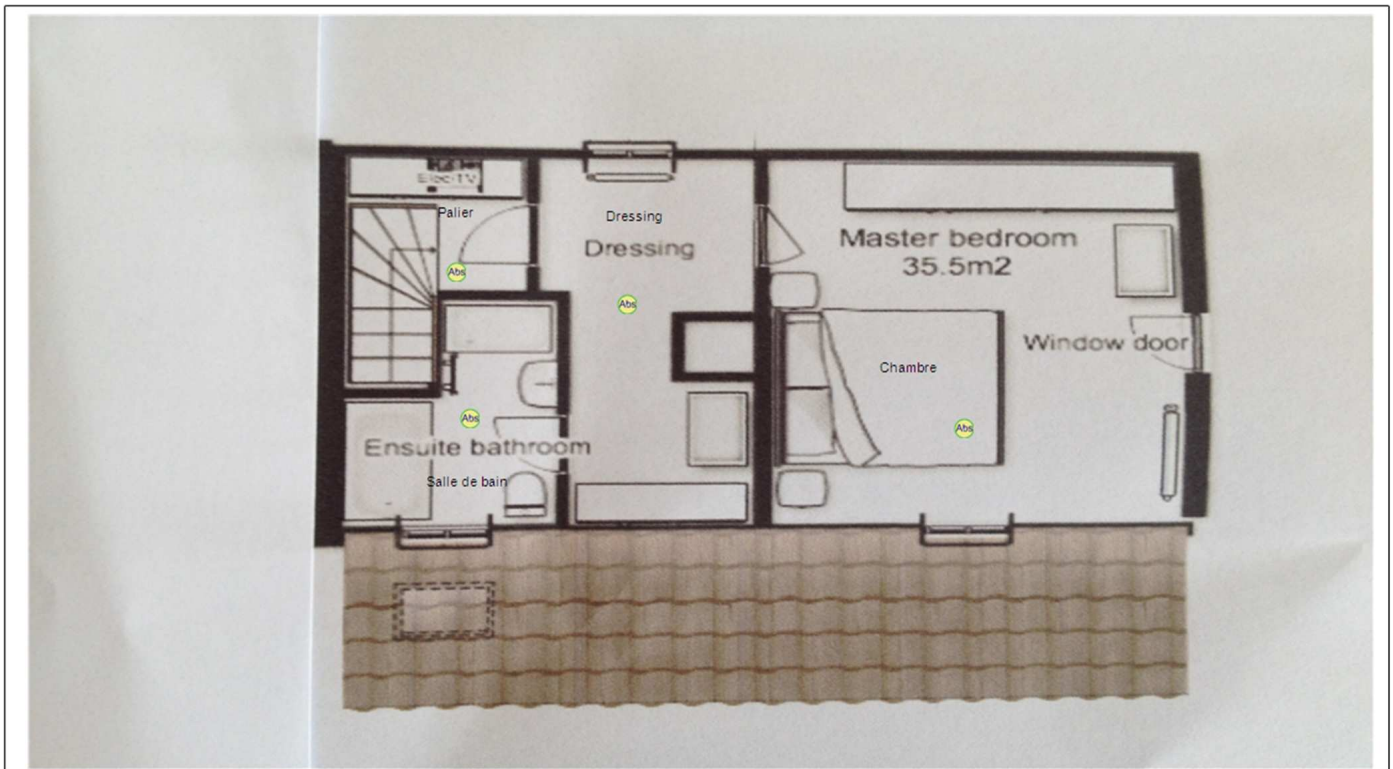 Elec/TV
Palier
Dressing
Dressing
Master bedroom
35.5m2
Abs
Abs
Window door
Chambre
Abs
Abs
Ensuite bathroom
Salle de bain